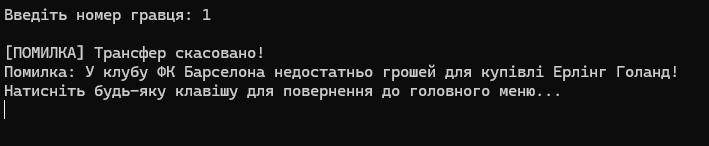 Введіть номер гравця: 1
[ПОМИЛКА] Трансфер скасовано!
Помилка: У клубу ФК Барселона недостатньо грошей для купівлі Ерлінг Голанд!
Натисніть будь-яку клавішу для повернення до головного меню...